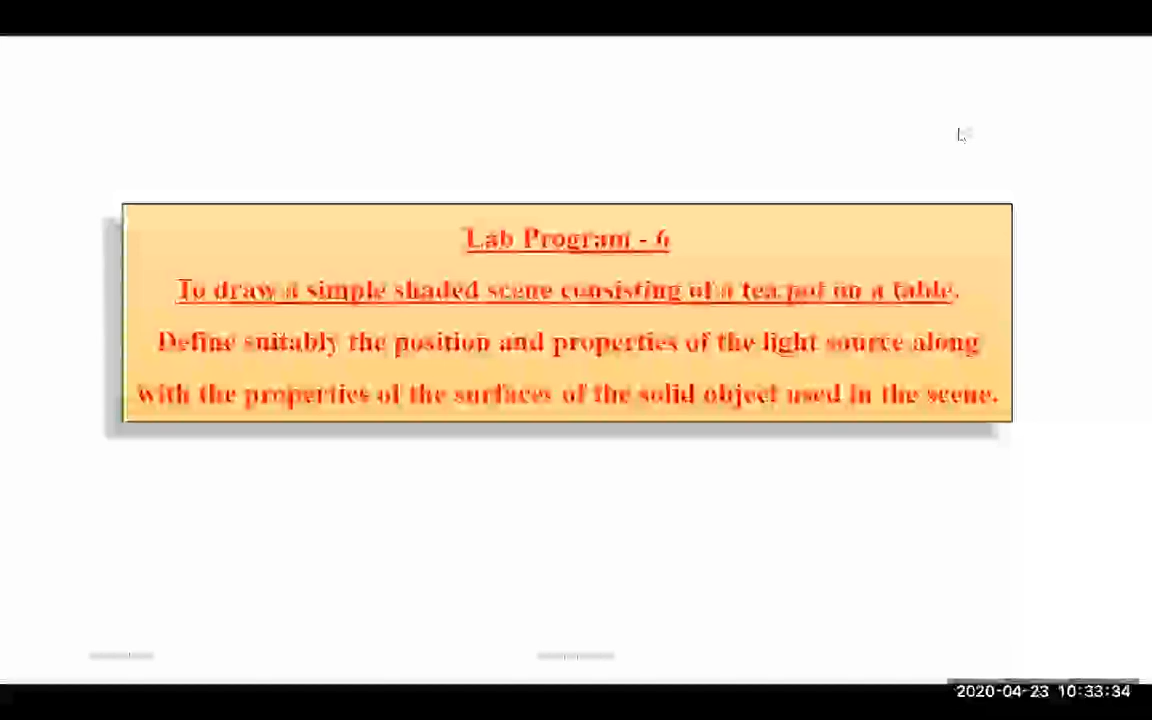 Lab Program - 6
To draw a simple shaded scene consisting of a tea pot on a table.
Define suitably the position and properties of the light source along
with the properties of the surfaces of the solid object used in the scene.
2020-04-23 10:33:34